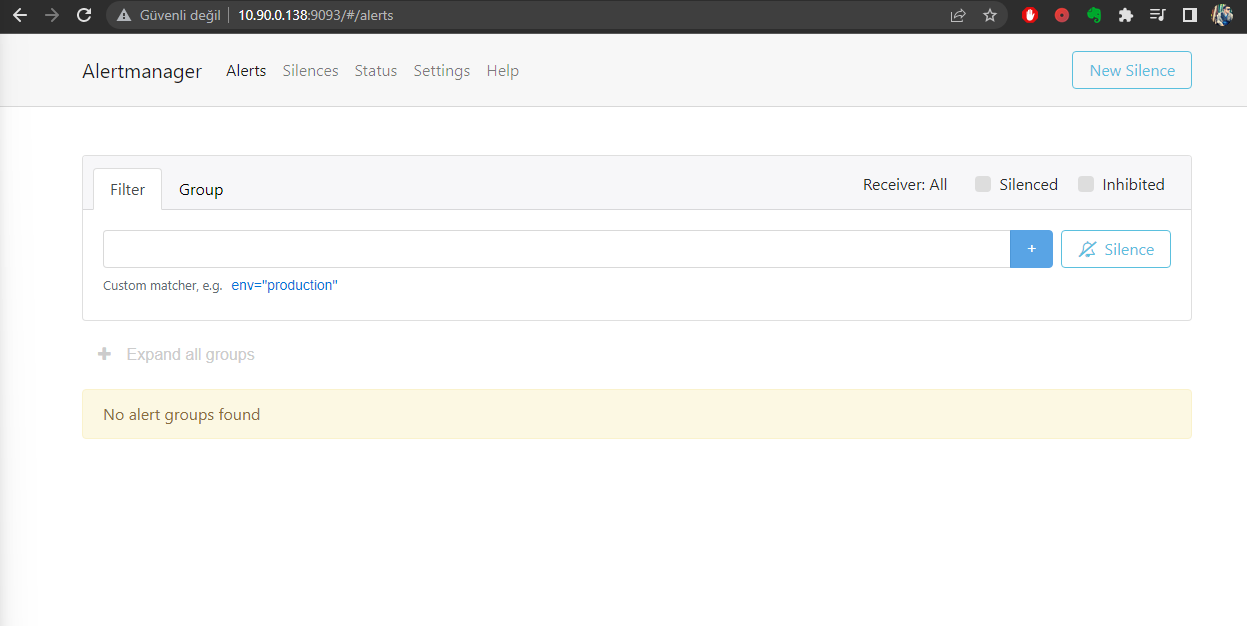 Güvenli değil 10.90.0.138:9093/#/alerts
Alertmanager Alerts Silences Status Settings Help New Silence
Filter Group Receiver: All Silenced Inhibited
+ Silence
Custom matcher, e.g. env="production"
+ Expand all groups
No alert groups found